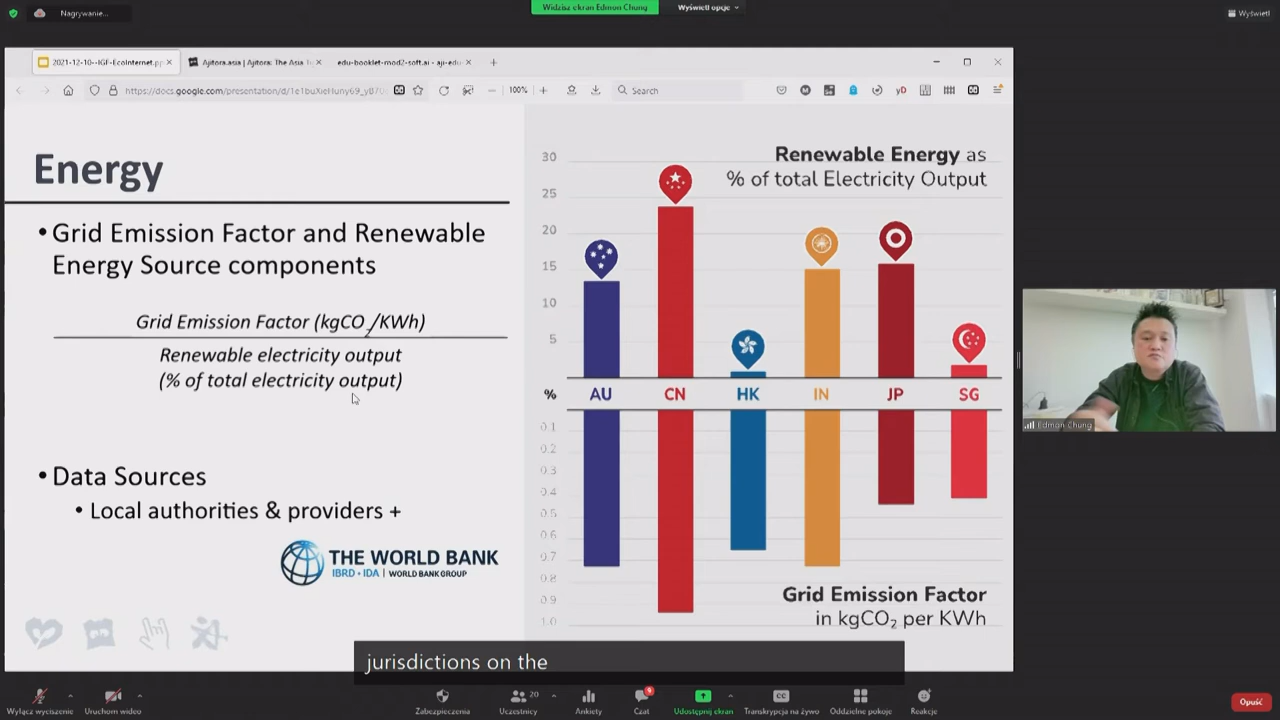 Nagrywanie...
Widzisz ekran Edmon Chung
Wyświetl opcje
Wyświetl
2021-12-10--IGF-EcoInternet.pp
Ajitora.asia | Ajitora: The Asia
edu-booklet-mod2-soft.ai - aji-edu
100%
Search
Energy
• Grid Emission Factor and Renewable
Energy Source components
Grid Emission Factor (kgCO2/KWh)
Renewable electricity output
(% of total electricity output)
• Data Sources
• Local authorities & providers +
THE WORLD BANK
IBRD • IDA | WORLD BANK GROUP
Renewable Energy as
% of total Electricity Output
30
25
20
15
10
5
% AU CN HK IN JP SG
0.1
0.2
0.3
0.4
0.5
0.6
0.7
0.8
0.9
1.0
Grid Emission Factor
in kgCO₂ per KWh
Edmon Chung
jurisdictions on the
Wyłącz wyciszenie
Uruchom wideo
Zabezpieczenia
20
Uczestnicy
Ankiety
9
Czat
Udostępnij ekran
CC
Transkrypcja na żywo
Oddzielne pokoje
Reakcje
Opuść